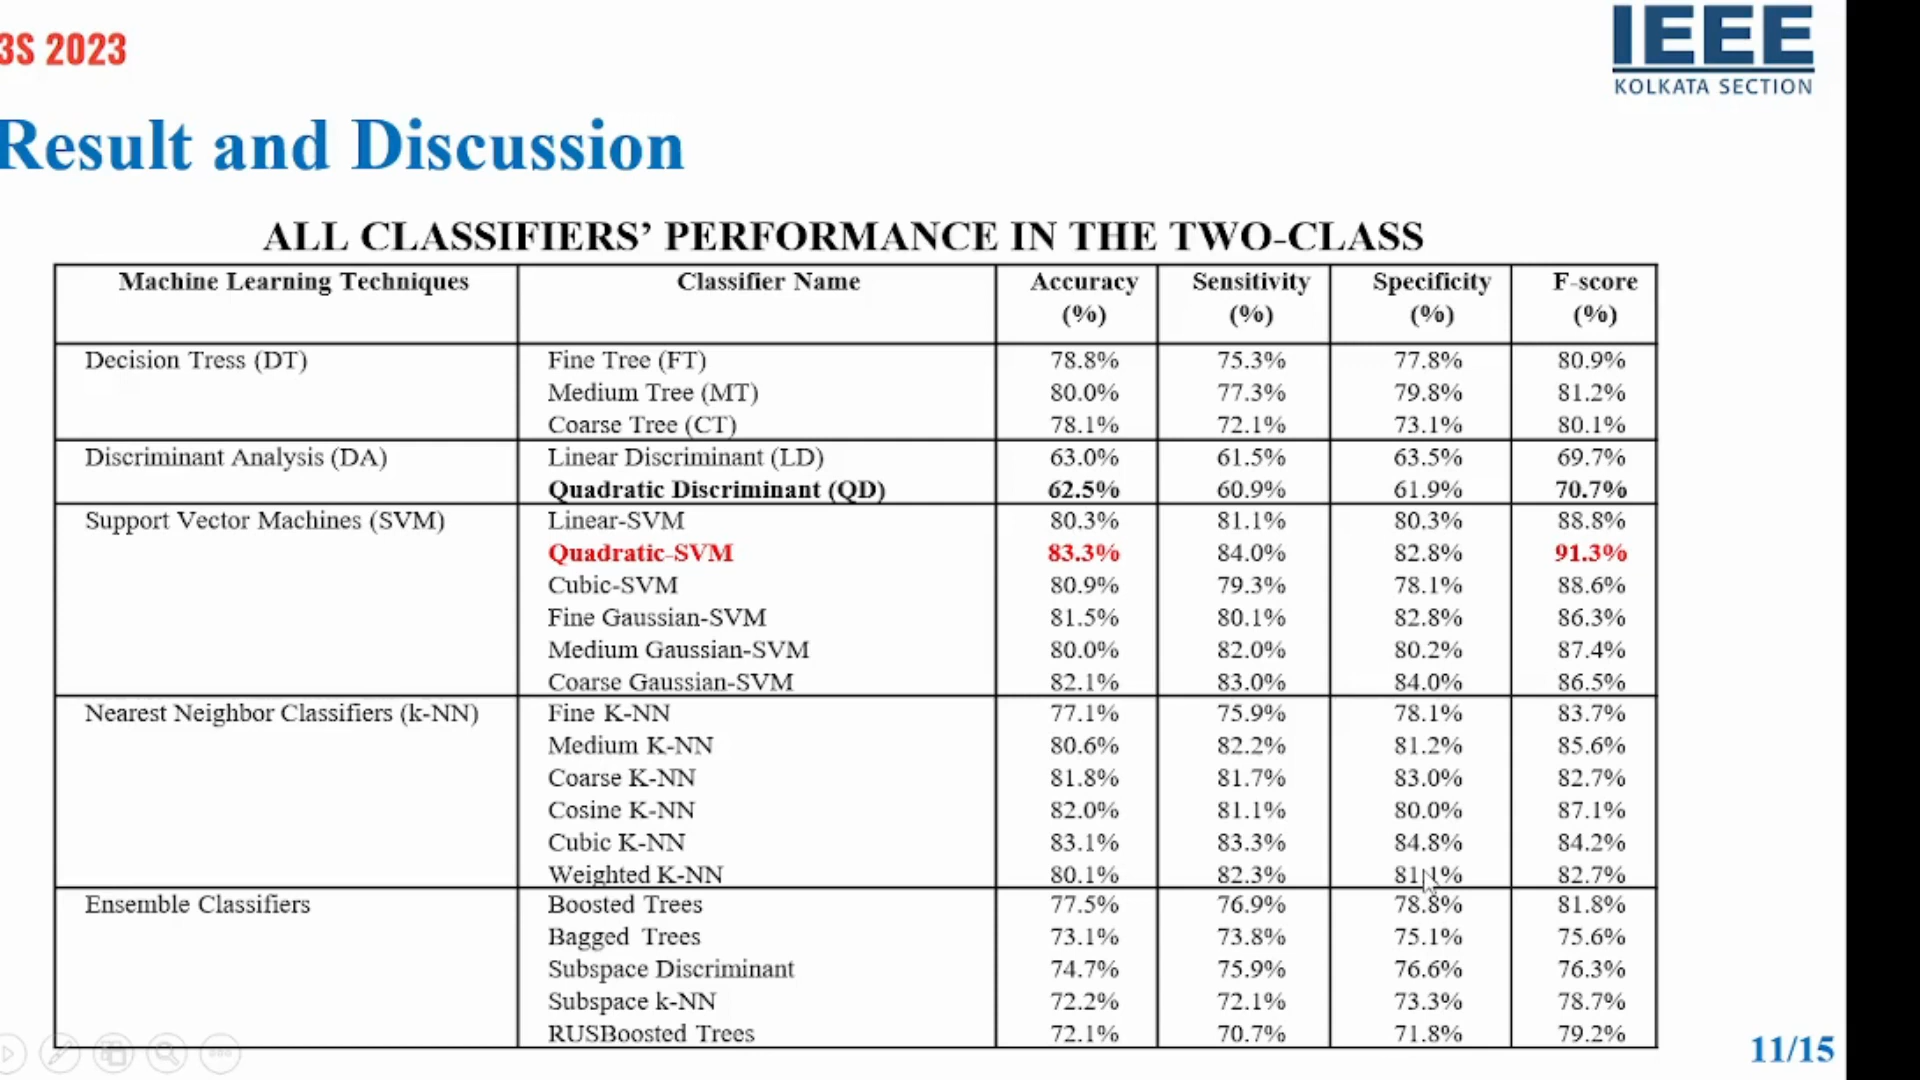 3S 2023
IEEE
KOLKATA SECTION
Result and Discussion
ALL CLASSIFIERS’ PERFORMANCE IN THE TWO-CLASS
Machine Learning Techniques Classifier Name Accuracy (%) Sensitivity (%) Specificity (%) F-score (%)
Decision Tress (DT) Fine Tree (FT) 78.8% 75.3% 77.8% 80.9%
Medium Tree (MT) 80.0% 77.3% 79.8% 81.2%
Coarse Tree (CT) 78.1% 72.1% 73.1% 80.1%
Discriminant Analysis (DA) Linear Discriminant (LD) 63.0% 61.5% 63.5% 69.7%
Quadratic Discriminant (QD) 62.5% 60.9% 61.9% 70.7%
Support Vector Machines (SVM) Linear-SVM 80.3% 81.1% 80.3% 88.8%
Quadratic-SVM 83.3% 84.0% 82.8% 91.3%
Cubic-SVM 80.9% 79.3% 78.1% 88.6%
Fine Gaussian-SVM 81.5% 80.1% 82.8% 86.3%
Medium Gaussian-SVM 80.0% 82.0% 80.2% 87.4%
Coarse Gaussian-SVM 82.1% 83.0% 84.0% 86.5%
Nearest Neighbor Classifiers (k-NN) Fine K-NN 77.1% 75.9% 78.1% 83.7%
Medium K-NN 80.6% 82.2% 81.2% 85.6%
Coarse K-NN 81.8% 81.7% 83.0% 82.7%
Cosine K-NN 82.0% 81.1% 80.0% 87.1%
Cubic K-NN 83.1% 83.3% 84.8% 84.2%
Weighted K-NN 80.1% 82.3% 81.1% 82.7%
Ensemble Classifiers Boosted Trees 77.5% 76.9% 78.8% 81.8%
Bagged Trees 73.1% 73.8% 75.1% 75.6%
Subspace Discriminant 74.7% 75.9% 76.6% 76.3%
Subspace k-NN 72.2% 72.1% 73.3% 78.7%
RUSBoosted Trees 72.1% 70.7% 71.8% 79.2%
11/15